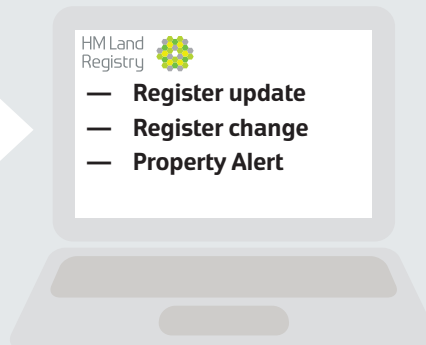 HM Land
Registry
— Register update
— Register change
— Property Alert